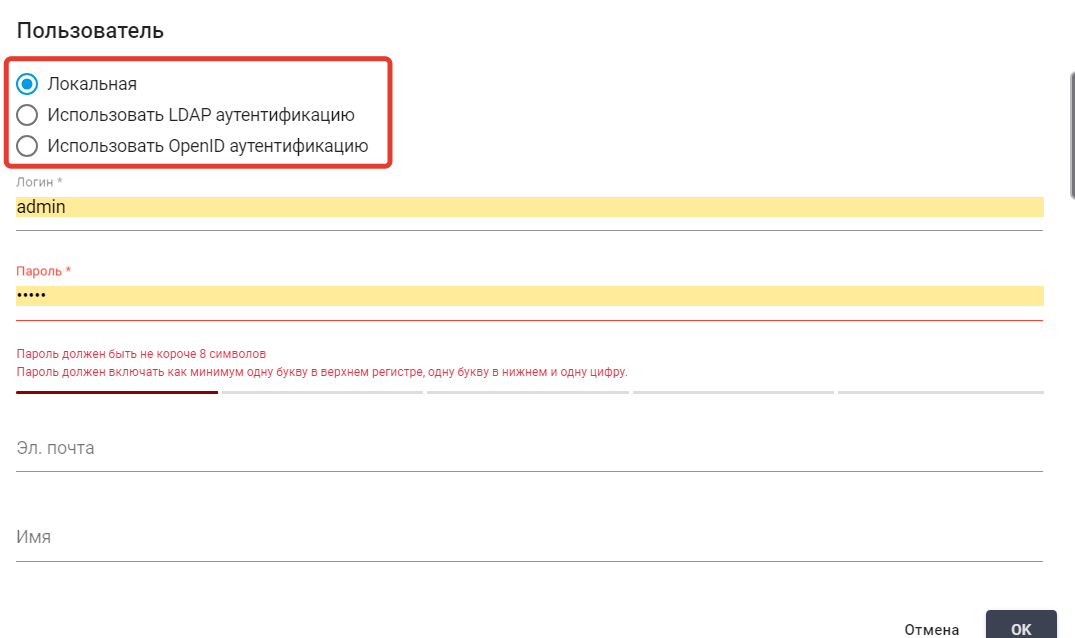 Пользователь
Локальная
Использовать LDAP аутентификацию
Использовать OpenID аутентификацию
Логин *
admin
Пароль *
•••••
Пароль должен быть не короче 8 символов
Пароль должен включать как минимум одну букву в верхнем регистре, одну букву в нижнем и одну цифру.
Эл. почта
Имя
Отмена OK